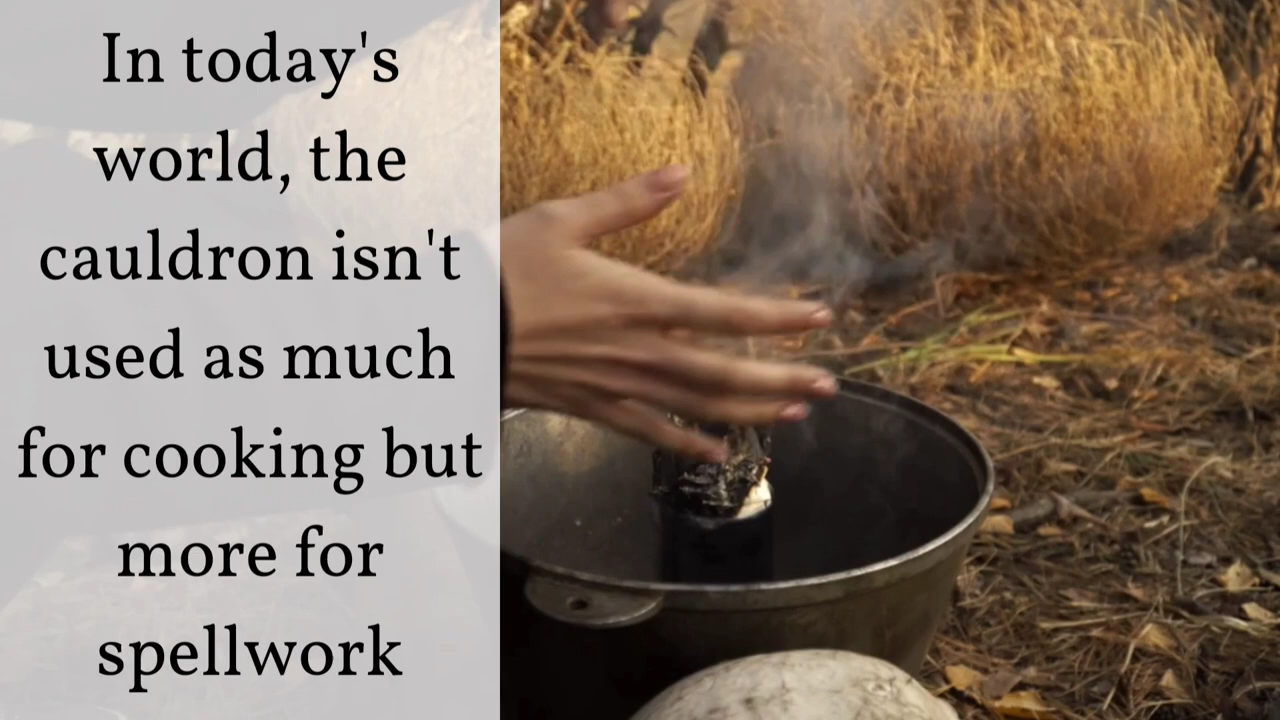 In today's
world, the
cauldron isn't
used as much
for cooking but
more for
spellwork